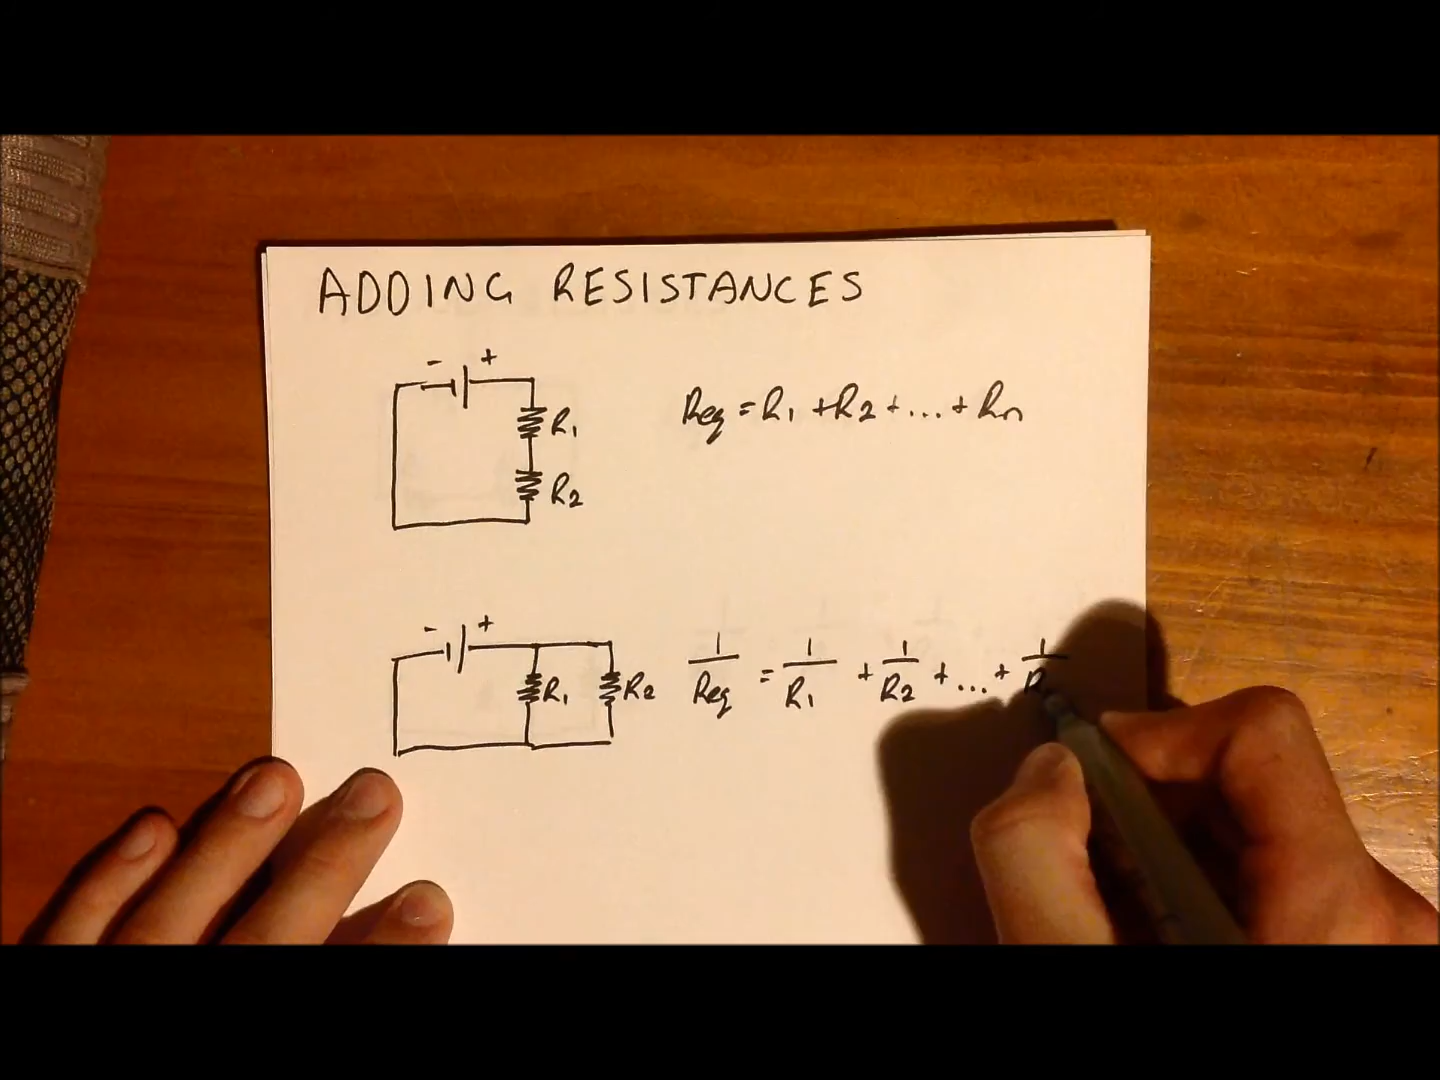 ADDING RESISTANCES
- +
R1
R2
Req = R1 + R2 + ... + Rn
- +
R1 R2
1/Req = 1/R1 + 1/R2 + ... + 1/R